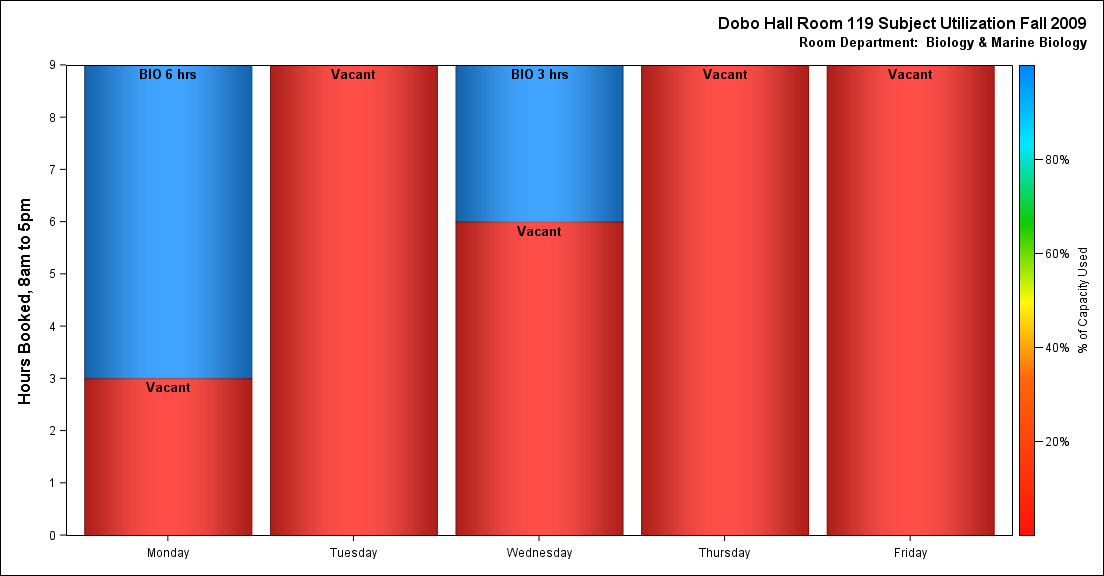 Dobo Hall Room 119 Subject Utilization Fall 2009
Room Department:  Biology & Marine Biology
Hours Booked, 8am to 5pm
9
8
7
6
5
4
3
2
1
0
BIO 6 hrs
Vacant
Vacant
BIO 3 hrs
Vacant
Vacant
Vacant
Monday
Tuesday
Wednesday
Thursday
Friday
80%
60%
40%
20%
% of Capacity Used